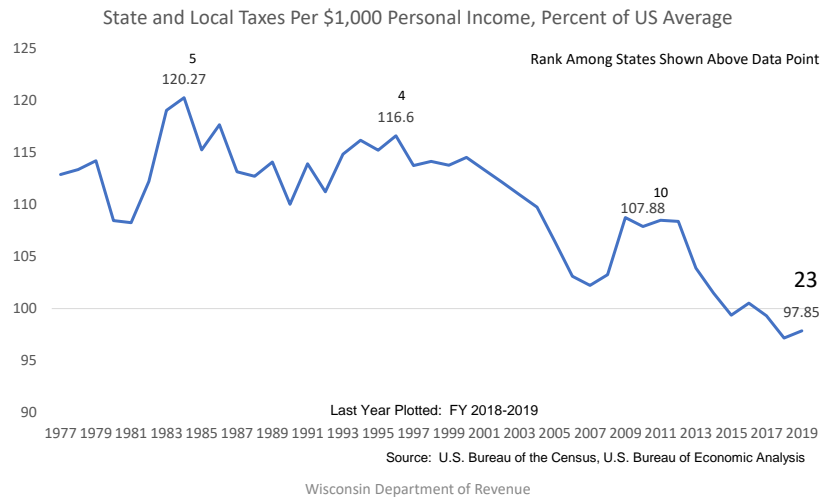 State and Local Taxes Per $1,000 Personal Income, Percent of US Average
125
Rank Among States Shown Above Data Point
5
120.27
120
4
116.6
115
110
10
107.88
105
23
100
97.85
95
90
Last Year Plotted: FY 2018-2019
1977 1979 1981 1983 1985 1987 1989 1991 1993 1995 1997 1999 2001 2003 2005 2007 2009 2011 2013 2015 2017 2019
Source: U.S. Bureau of the Census, U.S. Bureau of Economic Analysis
Wisconsin Department of Revenue